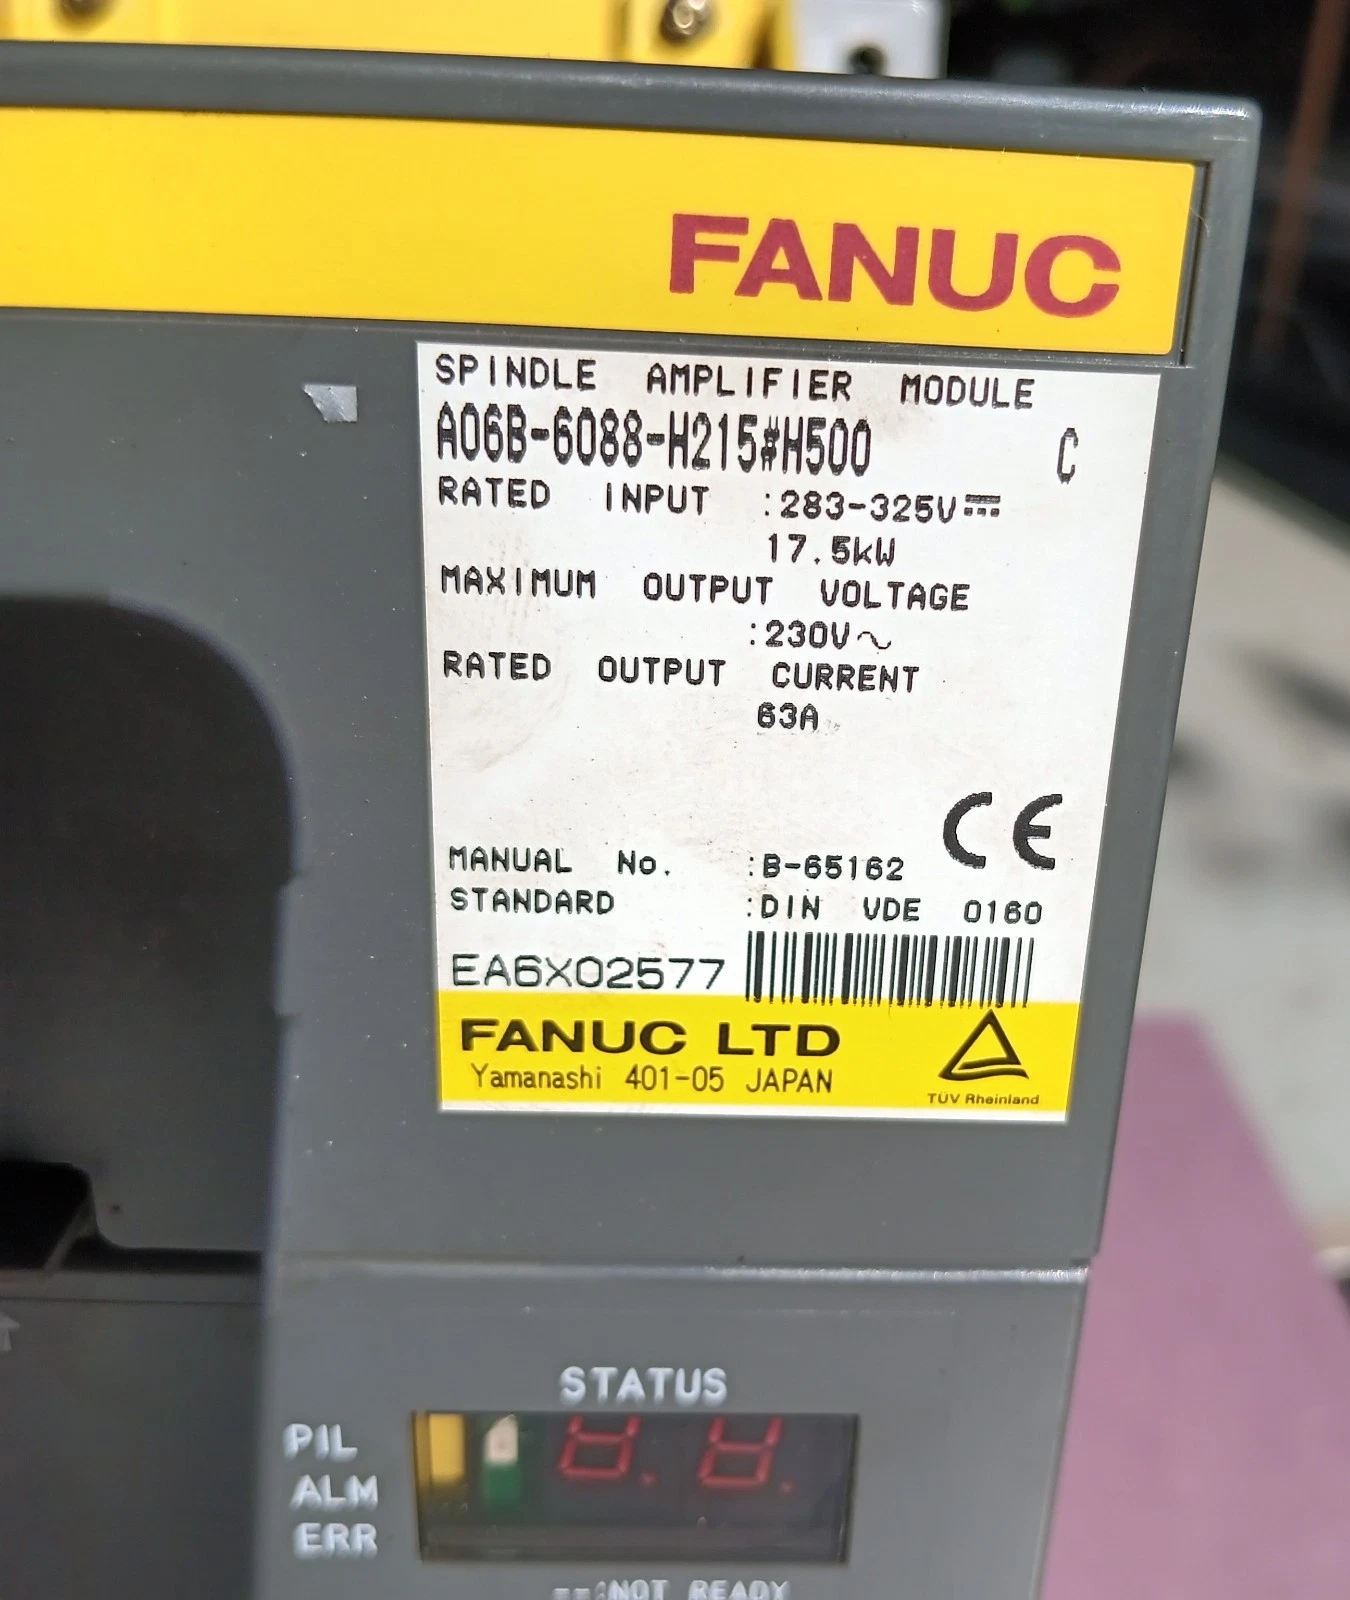 FANUC
SPINDLE AMPLIFIER MODULE
A06B-6088-H215#H500 C
RATED INPUT :283-325V⎓
17.5kW
MAXIMUM OUTPUT VOLTAGE
:230V～
RATED OUTPUT CURRENT
63A
CE
MANUAL No. :B-65162
STANDARD :DIN VDE 0160
EA6X02577
FANUC LTD
Yamanashi 401-05 JAPAN
TÜV Rheinland
STATUS
PIL
ALM
ERR
--:NOT READY